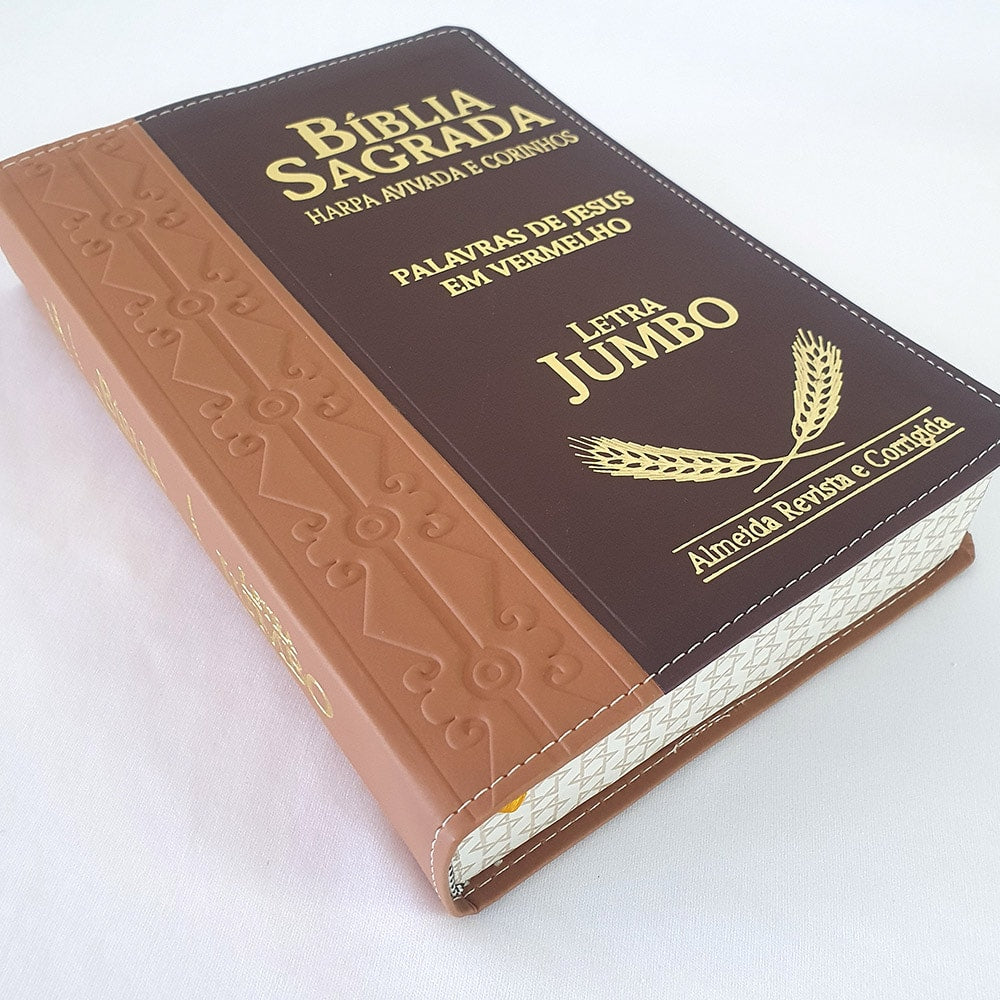 BÍBLIA
SAGRADA
HARPA AVIVADA E CORINHOS
PALAVRAS DE JESUS
EM VERMELHO
LETRA
JUMBO
Almeida Revista e Corrigida